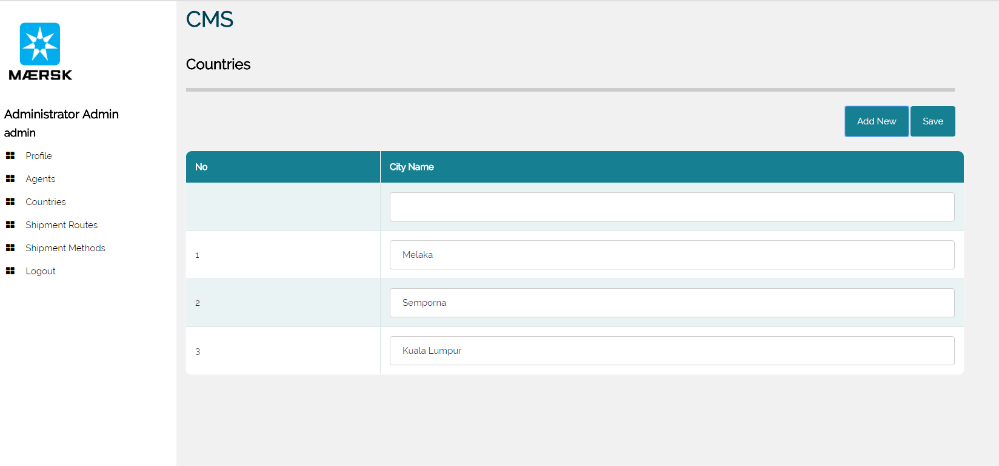 MÆRSK
Administrator Admin
admin
Profile
Agents
Countries
Shipment Routes
Shipment Methods
Logout
CMS
Countries
Add New Save
No City Name
1 Melaka
2 Semporna
3 Kuala Lumpur